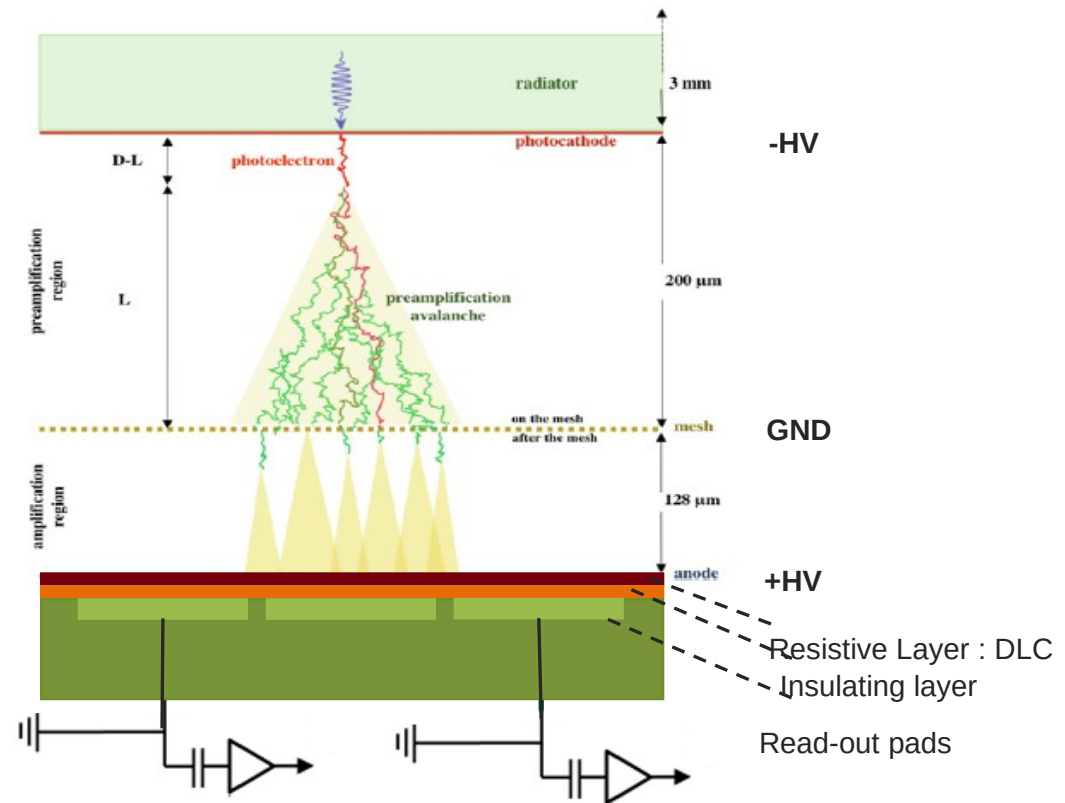 radiator
3 mm
photocathode
-HV
D-L
photoelectron
preamplification
region
L
200 μm
preamplification
avalanche
on the mesh
mesh
GND
after the mesh
amplification
region
128 μm
anode
+HV
Resistive Layer : DLC
Insulating layer
Read-out pads